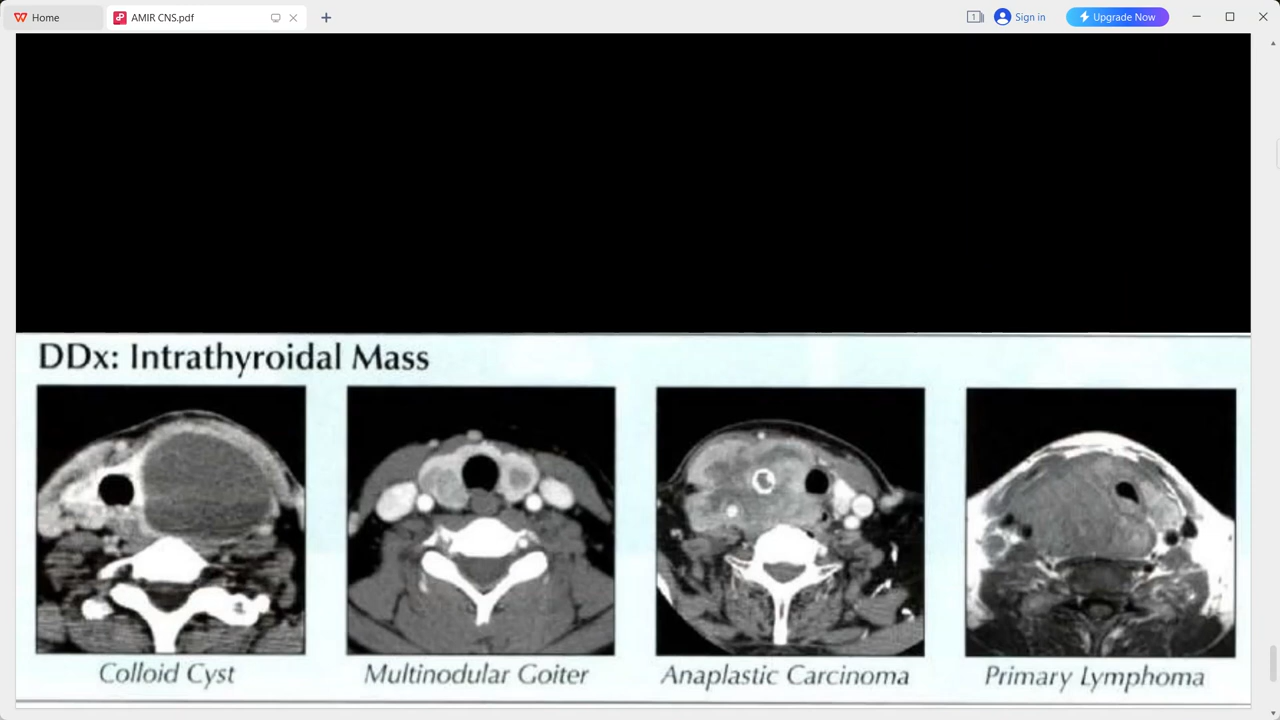 Home
AMIR CNS.pdf
1
Sign in
Upgrade Now
DDx: Intrathyroidal Mass
Colloid Cyst
Multinodular Goiter
Anaplastic Carcinoma
Primary Lymphoma